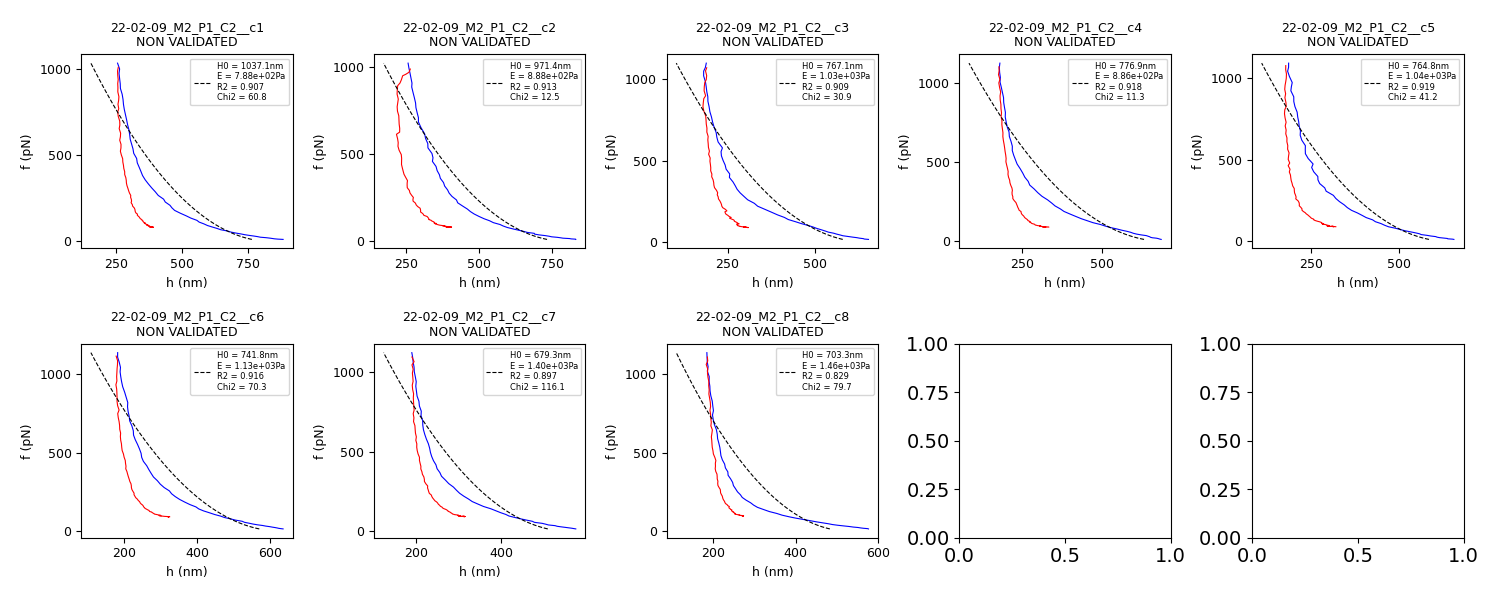 22-02-09_M2_P1_C2__c1
NON VALIDATED
H0 = 1037.1nm
E = 7.88e+02Pa
R2 = 0.907
Chi2 = 60.8
f (pN)
1000
500
0
250
500
750
h (nm)
22-02-09_M2_P1_C2__c2
NON VALIDATED
H0 = 971.4nm
E = 8.88e+02Pa
R2 = 0.913
Chi2 = 12.5
f (pN)
1000
500
0
250
500
750
h (nm)
22-02-09_M2_P1_C2__c3
NON VALIDATED
H0 = 767.1nm
E = 1.03e+03Pa
R2 = 0.909
Chi2 = 30.9
f (pN)
1000
500
0
250
500
h (nm)
22-02-09_M2_P1_C2__c4
NON VALIDATED
H0 = 776.9nm
E = 8.86e+02Pa
R2 = 0.918
Chi2 = 11.3
f (pN)
1000
500
0
250
500
h (nm)
22-02-09_M2_P1_C2__c5
NON VALIDATED
H0 = 764.8nm
E = 1.04e+03Pa
R2 = 0.919
Chi2 = 41.2
f (pN)
1000
500
0
250
500
h (nm)
22-02-09_M2_P1_C2__c6
NON VALIDATED
H0 = 741.8nm
E = 1.13e+03Pa
R2 = 0.916
Chi2 = 70.3
f (pN)
1000
500
0
200
400
600
h (nm)
22-02-09_M2_P1_C2__c7
NON VALIDATED
H0 = 679.3nm
E = 1.40e+03Pa
R2 = 0.897
Chi2 = 116.1
f (pN)
1000
500
0
200
400
h (nm)
22-02-09_M2_P1_C2__c8
NON VALIDATED
H0 = 703.3nm
E = 1.46e+03Pa
R2 = 0.829
Chi2 = 79.7
f (pN)
1000
500
0
200
400
600
h (nm)
1.00
0.75
0.50
0.25
0.00
0.0
0.5
1.0
1.00
0.75
0.50
0.25
0.00
0.0
0.5
1.0